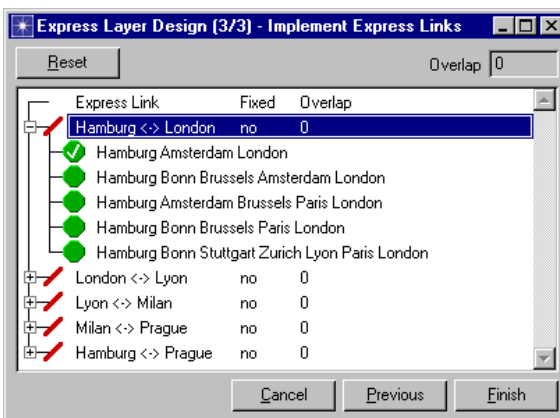 Express Layer Design (3/3) - Implement Express Links
Reset Overlap 0
Express Link Fixed Overlap
Hamburg <-> London no 0
Hamburg Amsterdam London
Hamburg Bonn Brussels Amsterdam London
Hamburg Amsterdam Brussels Paris London
Hamburg Bonn Brussels Paris London
Hamburg Bonn Stuttgart Zurich Lyon Paris London
London <-> Lyon no 0
Lyon <-> Milan no 0
Milan <-> Prague no 0
Hamburg <-> Prague no 0
Cancel Previous Finish